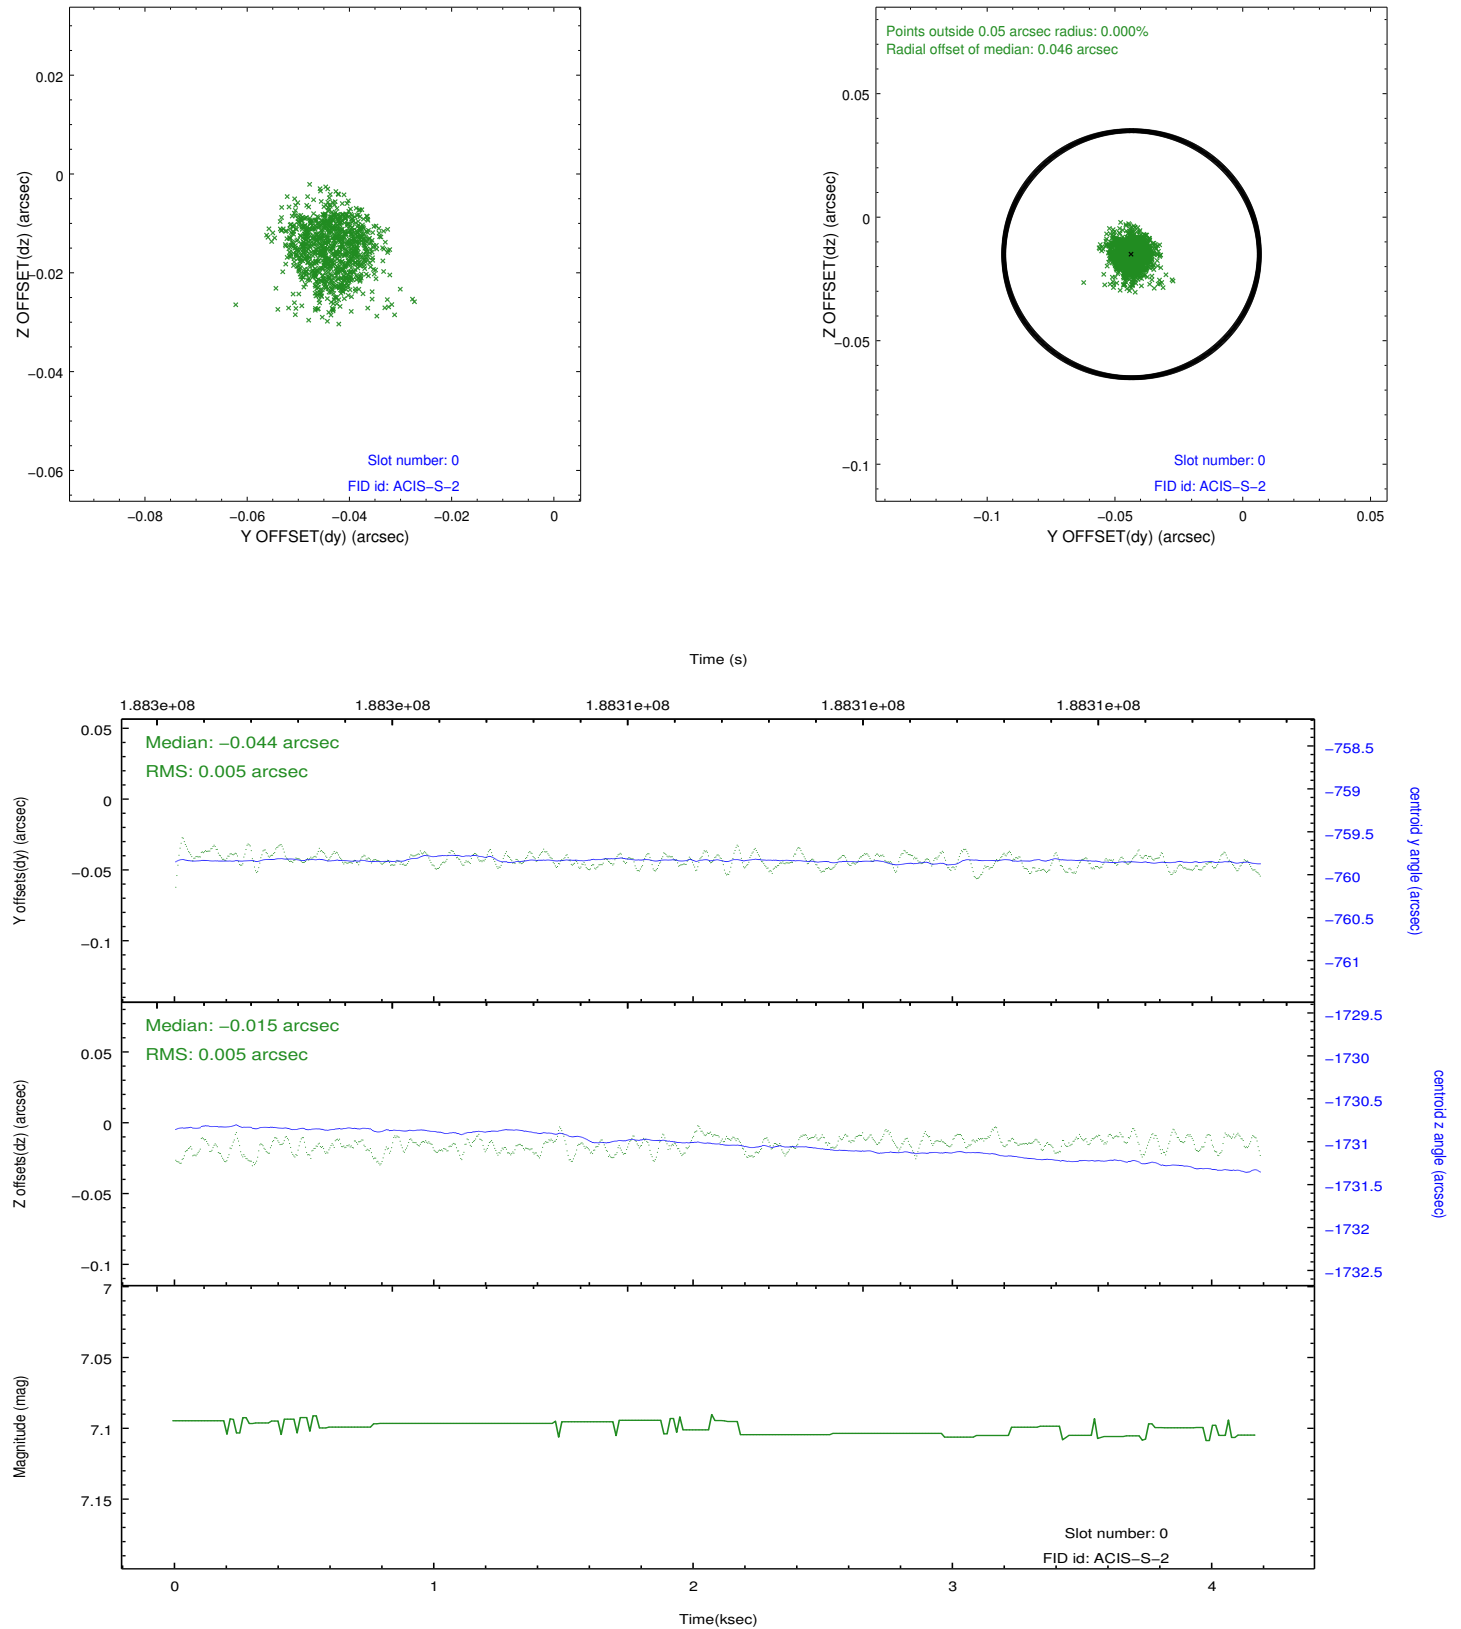 0.02
0
−0.02
−0.04
−0.06
Z OFFSET(dz) (arcsec)
Slot number: 0
FID id: ACIS−S−2
−0.08
−0.06
−0.04
−0.02
0
Y OFFSET(dy) (arcsec)
Points outside 0.05 arcsec radius: 0.000%
Radial offset of median: 0.046 arcsec
0.05
0
−0.05
−0.1
Z OFFSET(dz) (arcsec)
Slot number: 0
FID id: ACIS−S−2
−0.1
−0.05
0
0.05
Y OFFSET(dy) (arcsec)
Time (s)
1.883e+08
1.883e+08
1.8831e+08
1.8831e+08
1.8831e+08
Median: −0.044 arcsec
RMS: 0.005 arcsec
0.05
0
−0.05
−0.1
Y offsets(dy) (arcsec)
−758.5
−759
−759.5
−760
−760.5
−761
centroid y angle (arcsec)
Median: −0.015 arcsec
RMS: 0.005 arcsec
0.05
0
−0.05
−0.1
Z offsets(dz) (arcsec)
−1729.5
−1730
−1730.5
−1731
−1731.5
−1732
−1732.5
centroid z angle (arcsec)
7
7.05
7.1
7.15
Magnitude (mag)
Slot number: 0
FID id: ACIS−S−2
0
1
2
3
4
Time(ksec)